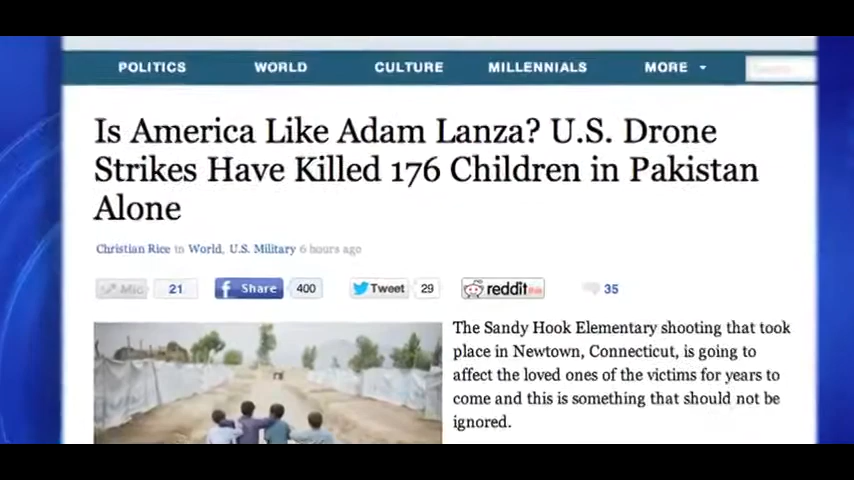 POLITICS WORLD CULTURE MILLENNIALS MORE
Is America Like Adam Lanza? U.S. Drone
Strikes Have Killed 176 Children in Pakistan
Alone
Christian Rice in World, U.S. Military 6 hours ago
Mic 21 Share 400 Tweet 29 reddit this 35
The Sandy Hook Elementary shooting that took
place in Newtown, Connecticut, is going to
affect the loved ones of the victims for years to
come and this is something that should not be
ignored.